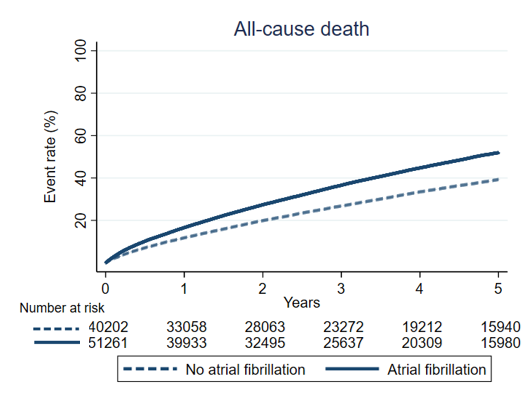 All-cause death
100
80
60
40
20
Event rate (%)
0 1 2 3 4 5
Years
Number at risk
40202 33058 28063 23272 19212 15940
51261 39933 32495 25637 20309 15980
No atrial fibrillation Atrial fibrillation